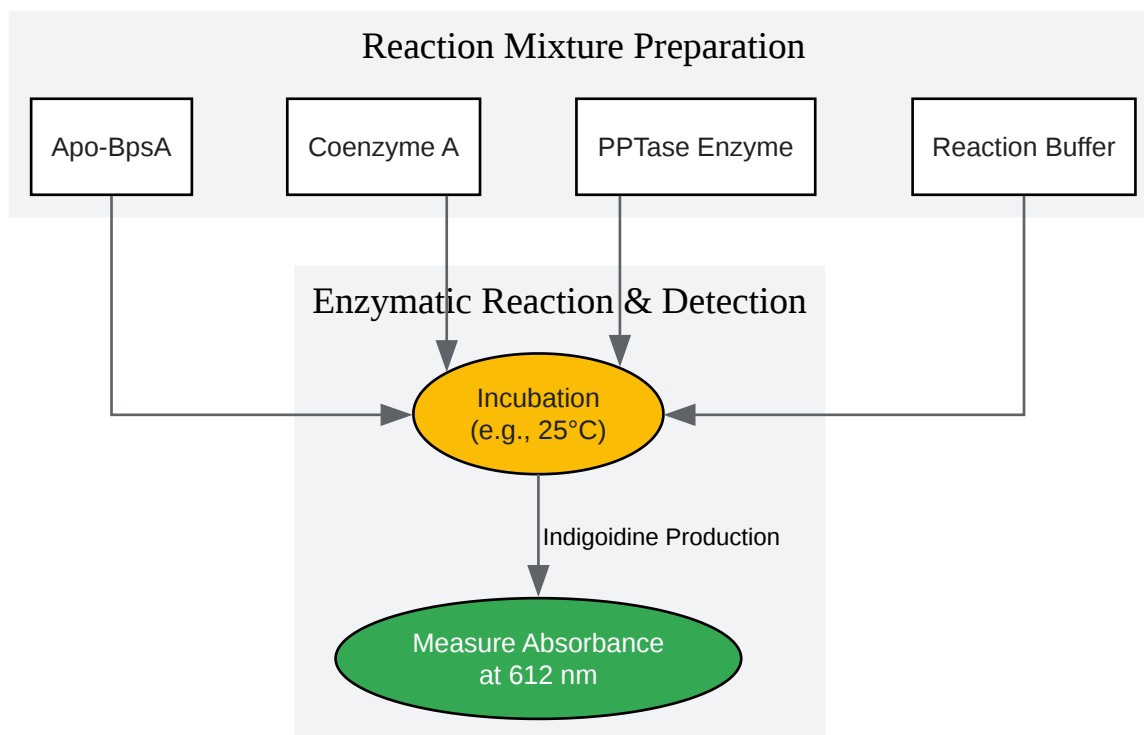 Reaction Mixture Preparation
Apo-BpsA
Coenzyme A
PPTase Enzyme
Reaction Buffer
Enzymatic Reaction & Detection
Incubation
(e.g., 25°C)
Indigoidine Production
Measure Absorbance
at 612 nm